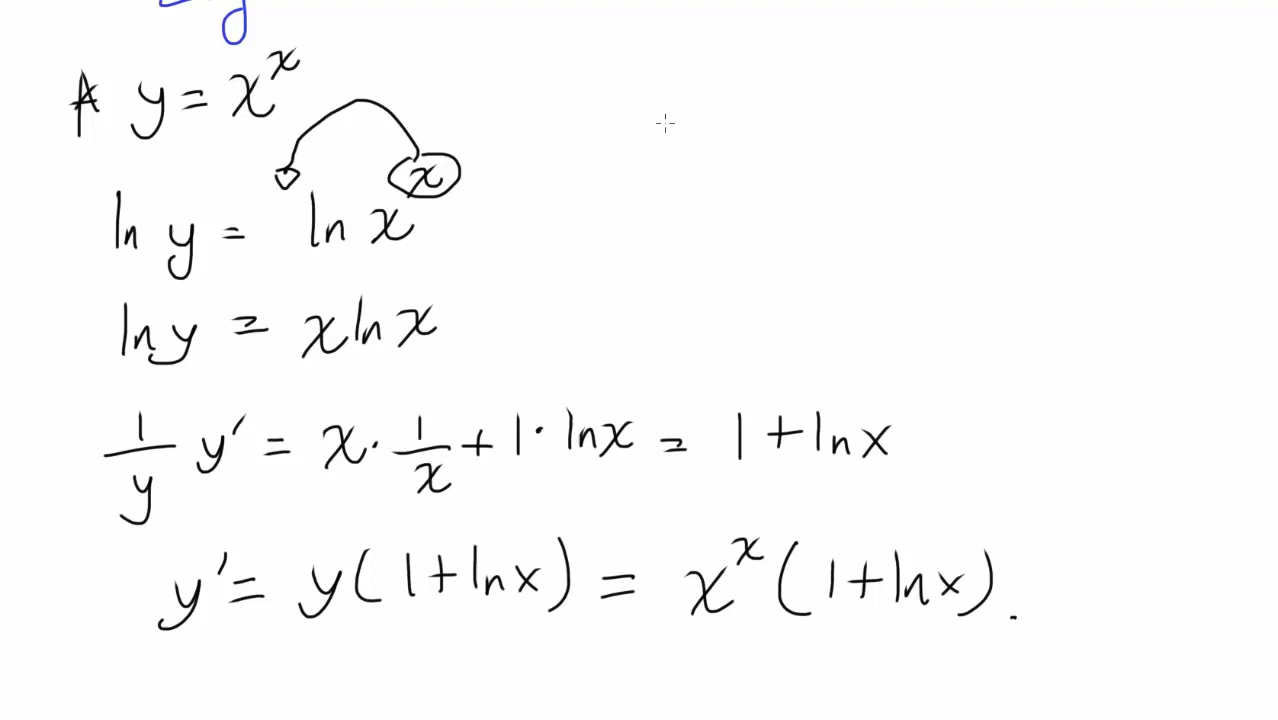 A y = x^x
ln y = ln x^x
ln y = x ln x
1/y y' = x · 1/x + 1 · ln x = 1 + ln x
y' = y(1 + ln x) = x^x (1 + ln x).